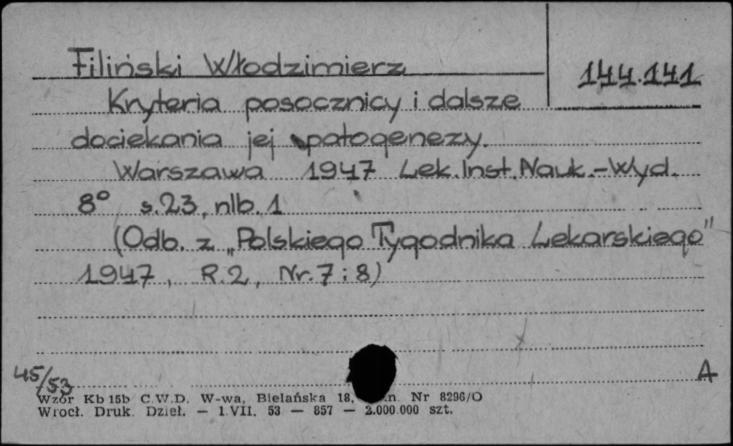 Filiński Włodzimierz
144.141
Kryteria posocznicy i dalsze
dociekania jej patogenezy.
Warszawa 1947 Lek. Inst. Nauk.-Wyd.
8° s. 23, nlb. 1
(Odb. z „Polskiego Tygodnika Lekarskiego"
1947, R. 2, Nr. 7 i 8)
45/53
A
Wzór Kb 15b C.W.D. W-wa, Bielańska 18, Nr 8296/O
Wrocł. Druk. Dzieł. — 1.VII. 53 — 857 — 2.000.000 szt.